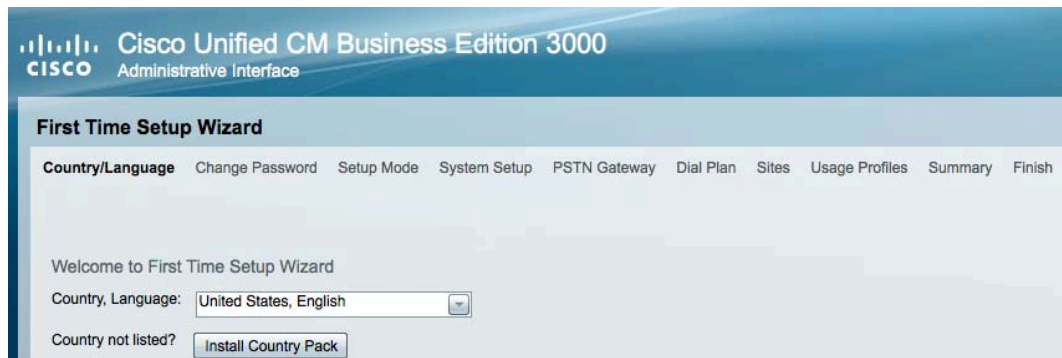 Cisco Unified CM Business Edition 3000
CISCO Administrative Interface
First Time Setup Wizard
Country/Language Change Password Setup Mode System Setup PSTN Gateway Dial Plan Sites Usage Profiles Summary Finish
Welcome to First Time Setup Wizard
Country, Language: United States, English
Country not listed? Install Country Pack